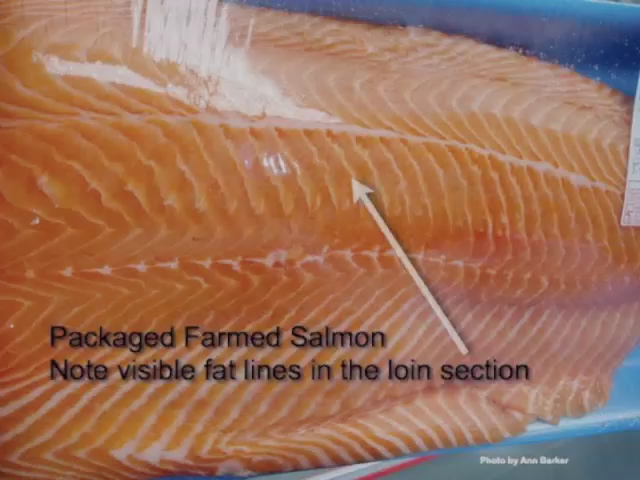 Packaged Farmed Salmon
Note visible fat lines in the loin section
Photo by Ann Barker